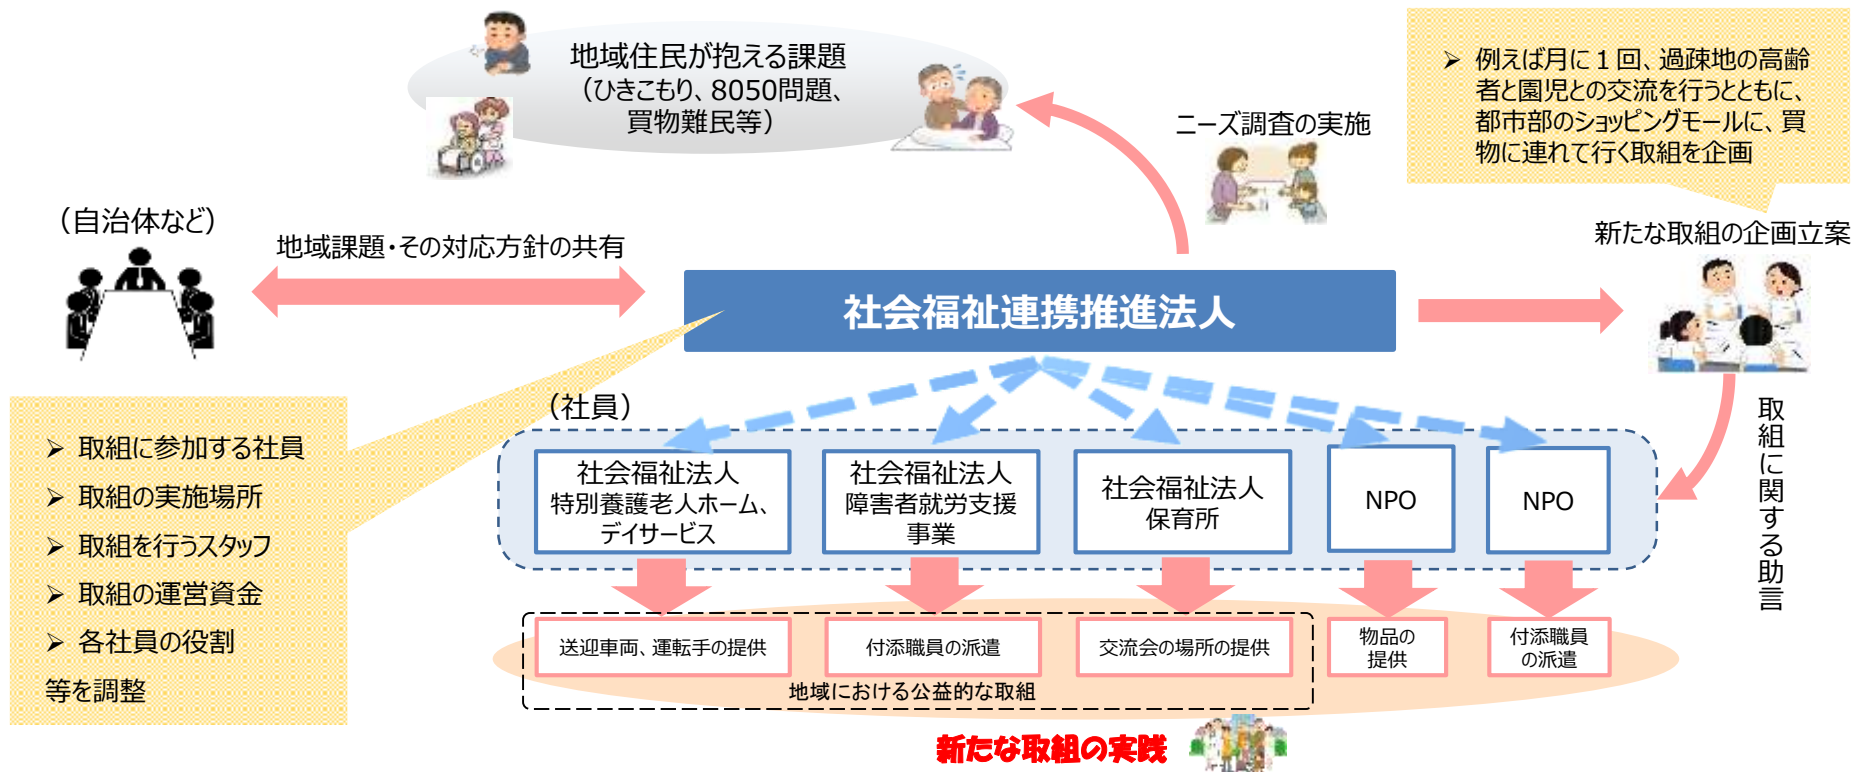 地域住民が抱える課題
（ひきこもり、8050問題、
買物難民等）
ニーズ調査の実施
➢ 例えば月に１回、過疎地の高齢
者と園児との交流を行うとともに、
都市部のショッピングモールに、買
物に連れて行く取組を企画
（自治体など）
地域課題・その対応方針の共有
新たな取組の企画立案
社会福祉連携推進法人
取組に関する助言
➢ 取組に参加する社員
➢ 取組の実施場所
➢ 取組を行うスタッフ
➢ 取組の運営資金
➢ 各社員の役割
等を調整
（社員）
社会福祉法人
特別養護老人ホーム、
デイサービス
社会福祉法人
障害者就労支援
事業
社会福祉法人
保育所
NPO
NPO
送迎車両、運転手の提供
付添職員の派遣
交流会の場所の提供
物品の
提供
付添職員
の派遣
地域における公益的な取組
新たな取組の実践